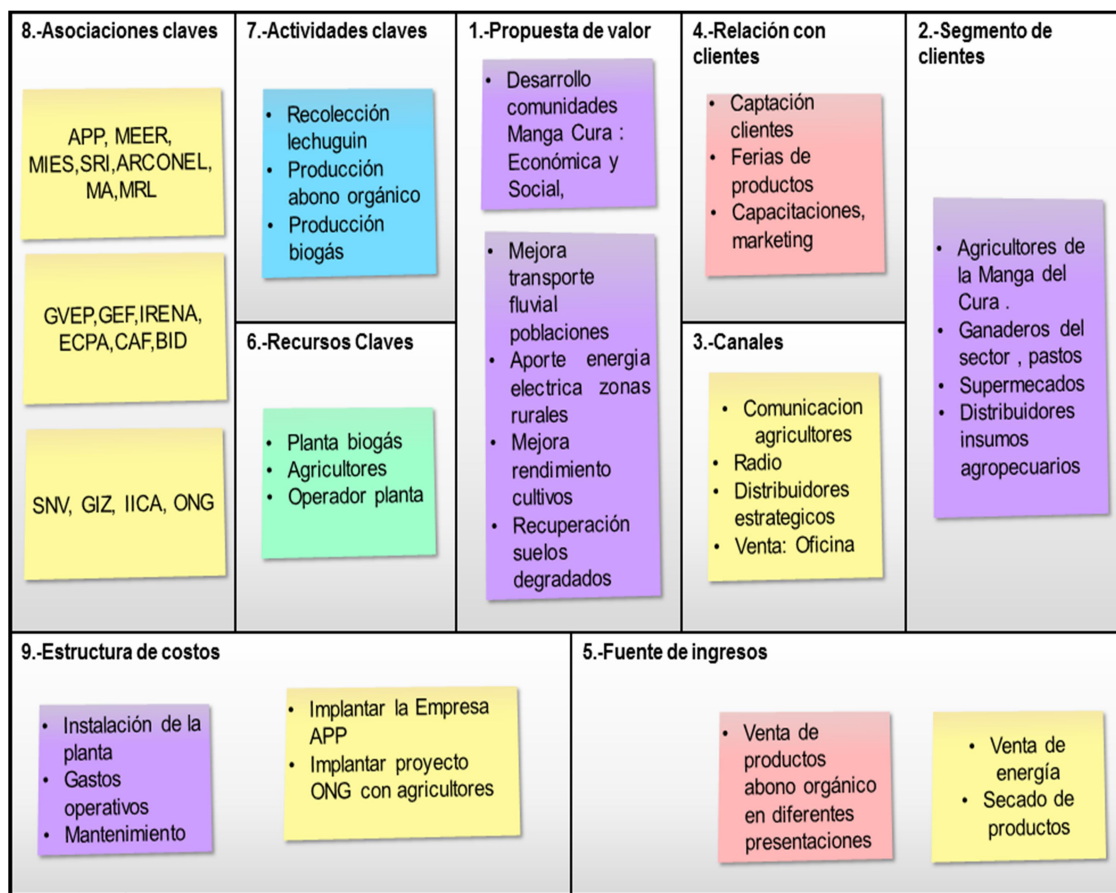 8.-Asociaciones claves
APP, MEER,
MIES,SRI,ARCONEL,
MA,MRL
GVEP,GEF,IRENA,
ECPA,CAF,BID
SNV, GIZ, IICA, ONG
7.-Actividades claves
• Recolección
lechuguin
• Producción
abono orgánico
• Producción
biogás
6.-Recursos Claves
• Planta biogás
• Agricultores
• Operador planta
1.-Propuesta de valor
• Desarrollo
comunidades
Manga Cura :
Económica y
Social,
• Mejora
transporte
fluvial
poblaciones
• Aporte energia
electrica zonas
rurales
• Mejora
rendimiento
cultivos
• Recuperación
suelos
degradados
4.-Relación con
clientes
• Captación
clientes
• Ferias de
productos
• Capacitaciones,
marketing
3.-Canales
• Comunicacion
agricultores
• Radio
• Distribuidores
estrategicos
• Venta: Oficina
2.-Segmento de
clientes
• Agricultores de
la Manga del
Cura .
• Ganaderos del
sector , pastos
• Supermecados
• Distribuidores
insumos
agropecuarios
9.-Estructura de costos
• Instalación de la
planta
• Gastos
operativos
• Mantenimiento
• Implantar la Empresa
APP
• Implantar proyecto
ONG con agricultores
5.-Fuente de ingresos
• Venta de
productos
abono orgánico
en diferentes
presentaciones
• Venta de
energía
• Secado de
productos